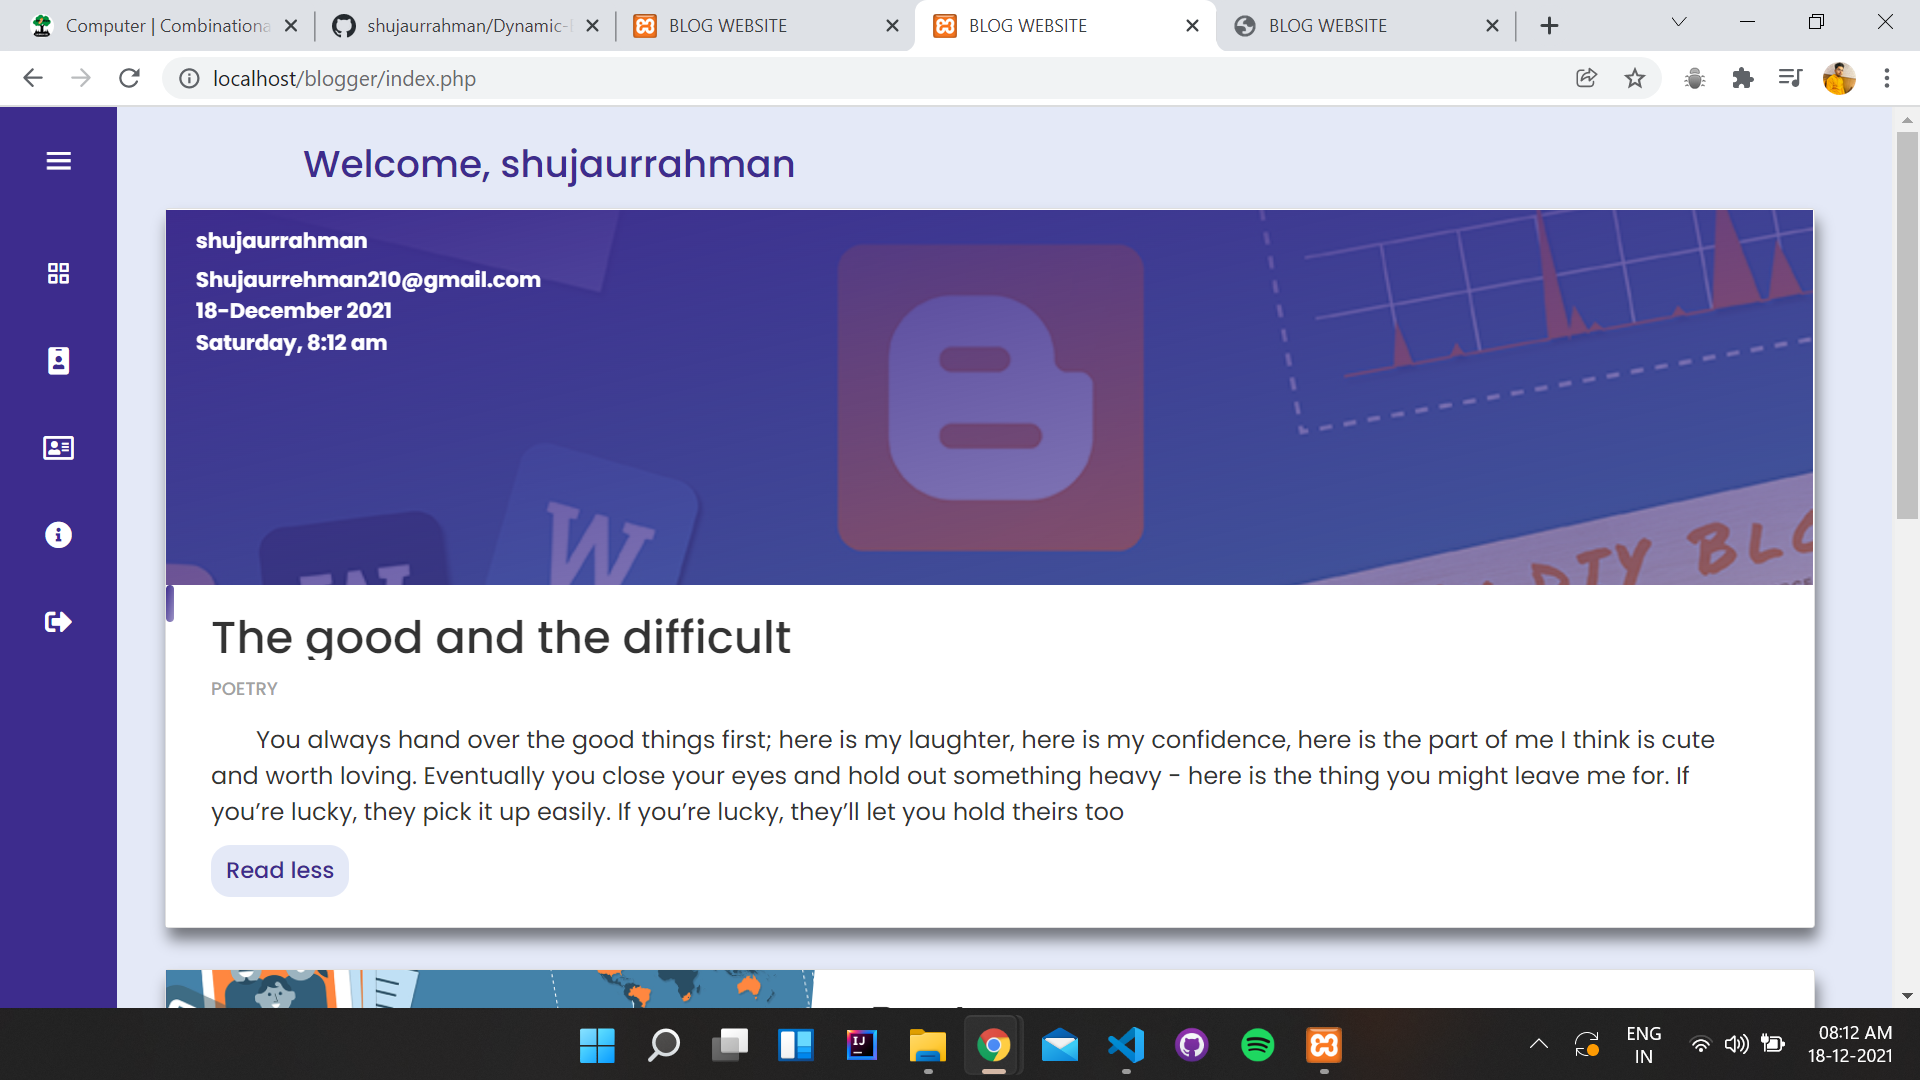 Computer | Combinationa
shujaurrahman/Dynamic-
BLOG WEBSITE
BLOG WEBSITE
BLOG WEBSITE
localhost/blogger/index.php
Welcome, shujaurrahman
shujaurrahman
Shujaurrehman210@gmail.com
18-December 2021
Saturday, 8:12 am
W
W
BLO
The good and the difficult
POETRY
You always hand over the good things first; here is my laughter, here is my confidence, here is the part of me I think is cute
and worth loving. Eventually you close your eyes and hold out something heavy - here is the thing you might leave me for. If
you’re lucky, they pick it up easily. If you’re lucky, they’ll let you hold theirs too
Read less
IJ
ENG
IN
08:12 AM
18-12-2021